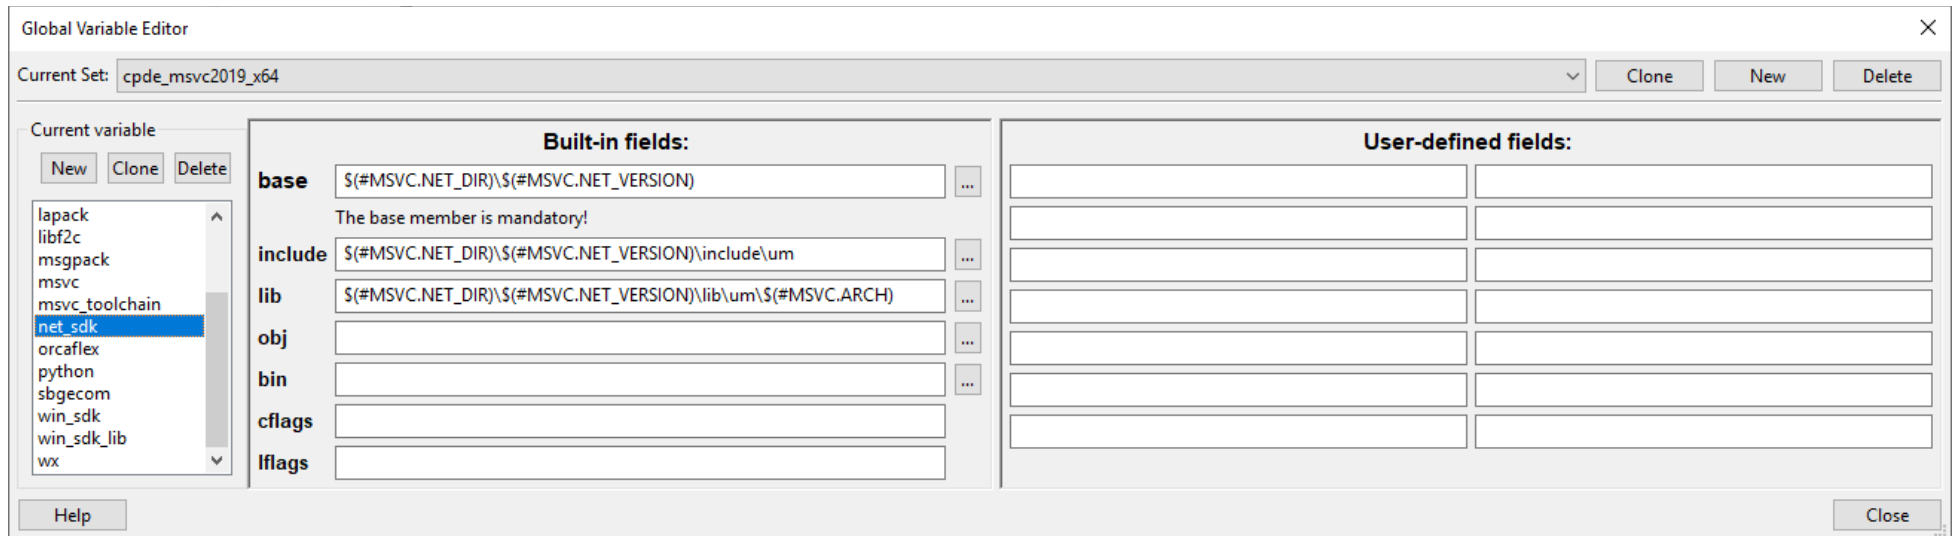 Global Variable Editor
Current Set: cpde_msvc2019_x64 Clone New Delete
Current variable
New Clone Delete
lapack
libf2c
msgpack
msvc
msvc_toolchain
net_sdk
orcaflex
python
sbgecom
win_sdk
win_sdk_lib
wx
Built-in fields:
base $(#MSVC.NET_DIR)\$(#MSVC.NET_VERSION) ...
The base member is mandatory!
include $(#MSVC.NET_DIR)\$(#MSVC.NET_VERSION)\include\um ...
lib $(#MSVC.NET_DIR)\$(#MSVC.NET_VERSION)\lib\um\$(#MSVC.ARCH) ...
obj ...
bin ...
cflags
lflags
User-defined fields:
Help Close